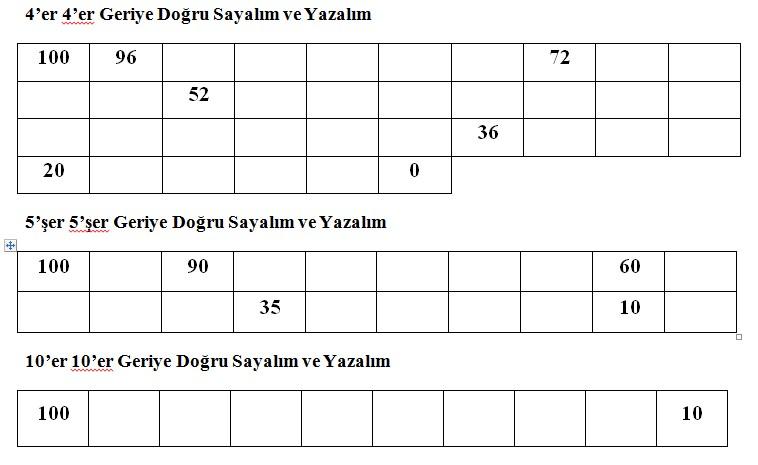 4’er 4’er Geriye Doğru Sayalım ve Yazalım
100 96 72
52
36
20 0
5’şer 5’şer Geriye Doğru Sayalım ve Yazalım
100 90 60
35 10
10’er 10’er Geriye Doğru Sayalım ve Yazalım
100 10